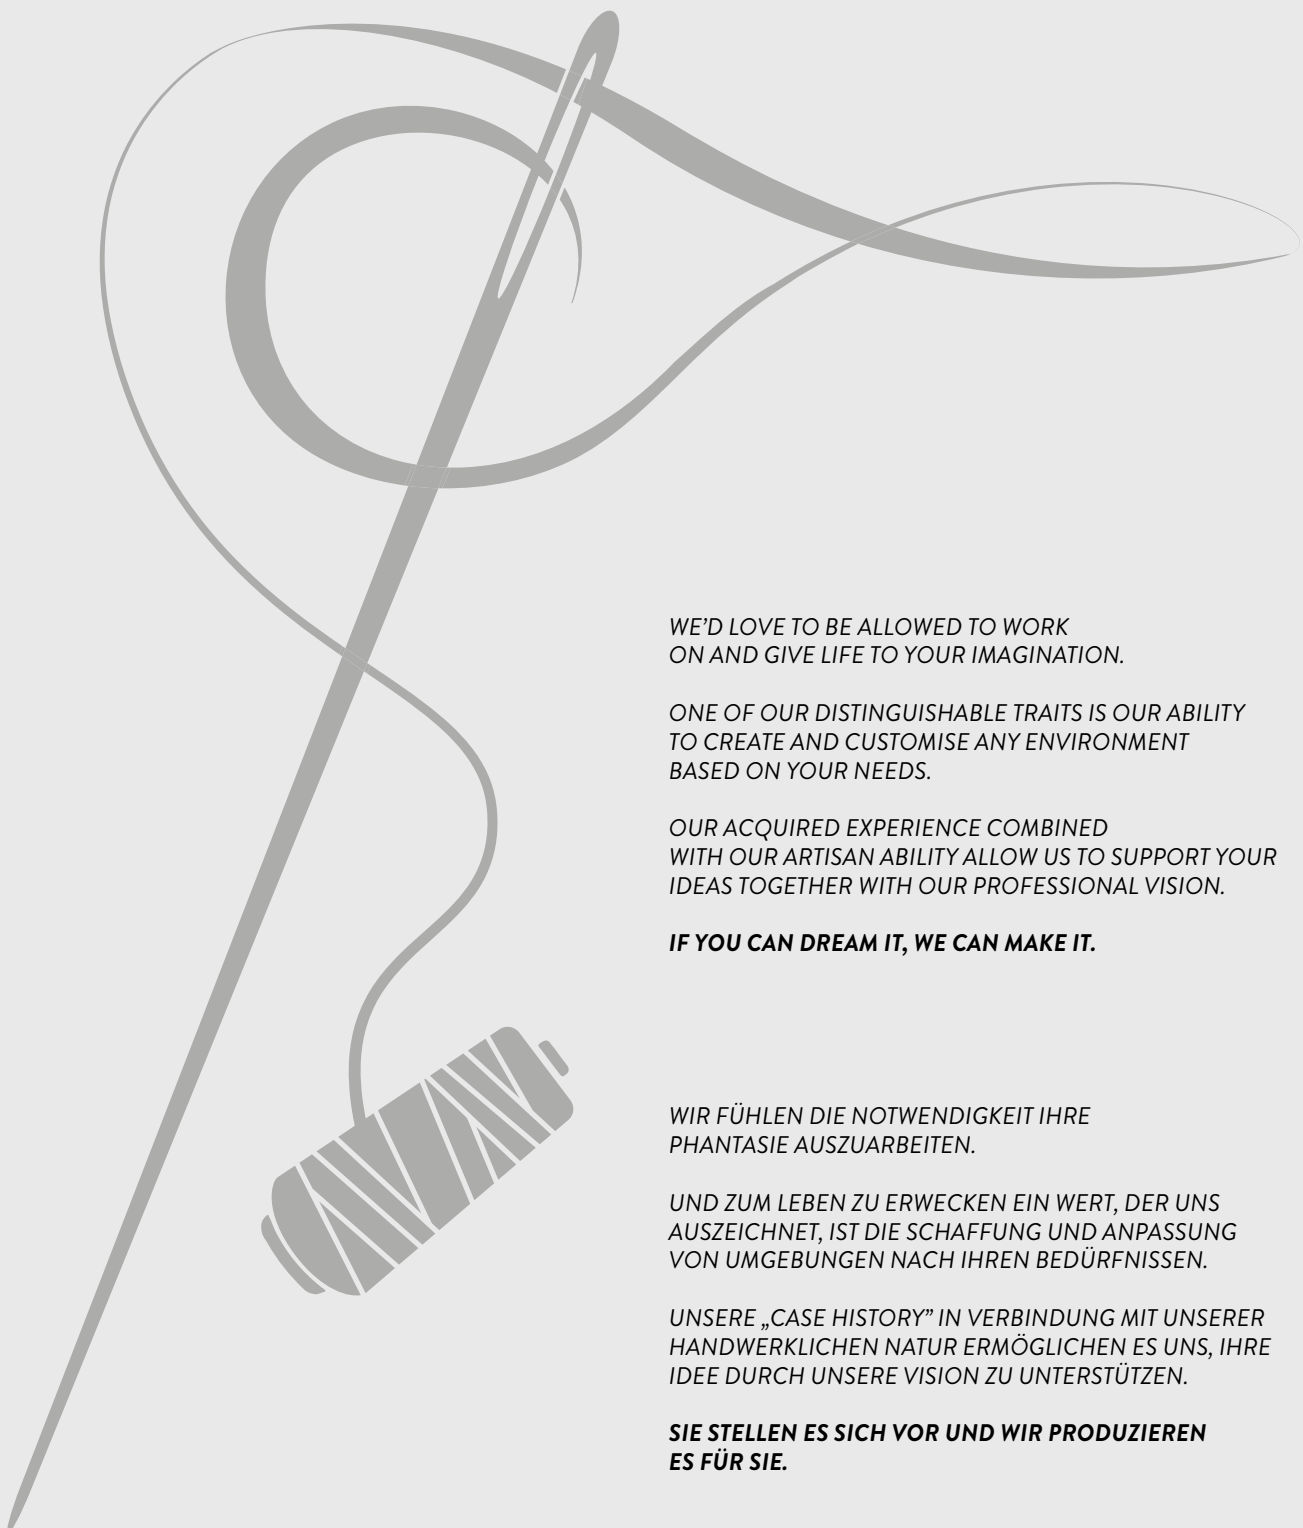 WE’D LOVE TO BE ALLOWED TO WORK
ON AND GIVE LIFE TO YOUR IMAGINATION.
ONE OF OUR DISTINGUISHABLE TRAITS IS OUR ABILITY
TO CREATE AND CUSTOMISE ANY ENVIRONMENT
BASED ON YOUR NEEDS.
OUR ACQUIRED EXPERIENCE COMBINED
WITH OUR ARTISAN ABILITY ALLOW US TO SUPPORT YOUR
IDEAS TOGETHER WITH OUR PROFESSIONAL VISION.
IF YOU CAN DREAM IT, WE CAN MAKE IT.
WIR FÜHLEN DIE NOTWENDIGKEIT IHRE
PHANTASIE AUSZUARBEITEN.
UND ZUM LEBEN ZU ERWECKEN EIN WERT, DER UNS
AUSZEICHNET, IST DIE SCHAFFUNG UND ANPASSUNG
VON UMGEBUNGEN NACH IHREN BEDÜRFNISSEN.
UNSERE „CASE HISTORY” IN VERBINDUNG MIT UNSERER
HANDWERKLICHEN NATUR ERMÖGLICHEN ES UNS, IHRE
IDEE DURCH UNSERE VISION ZU UNTERSTÜTZEN.
SIE STELLEN ES SICH VOR UND WIR PRODUZIEREN
ES FÜR SIE.